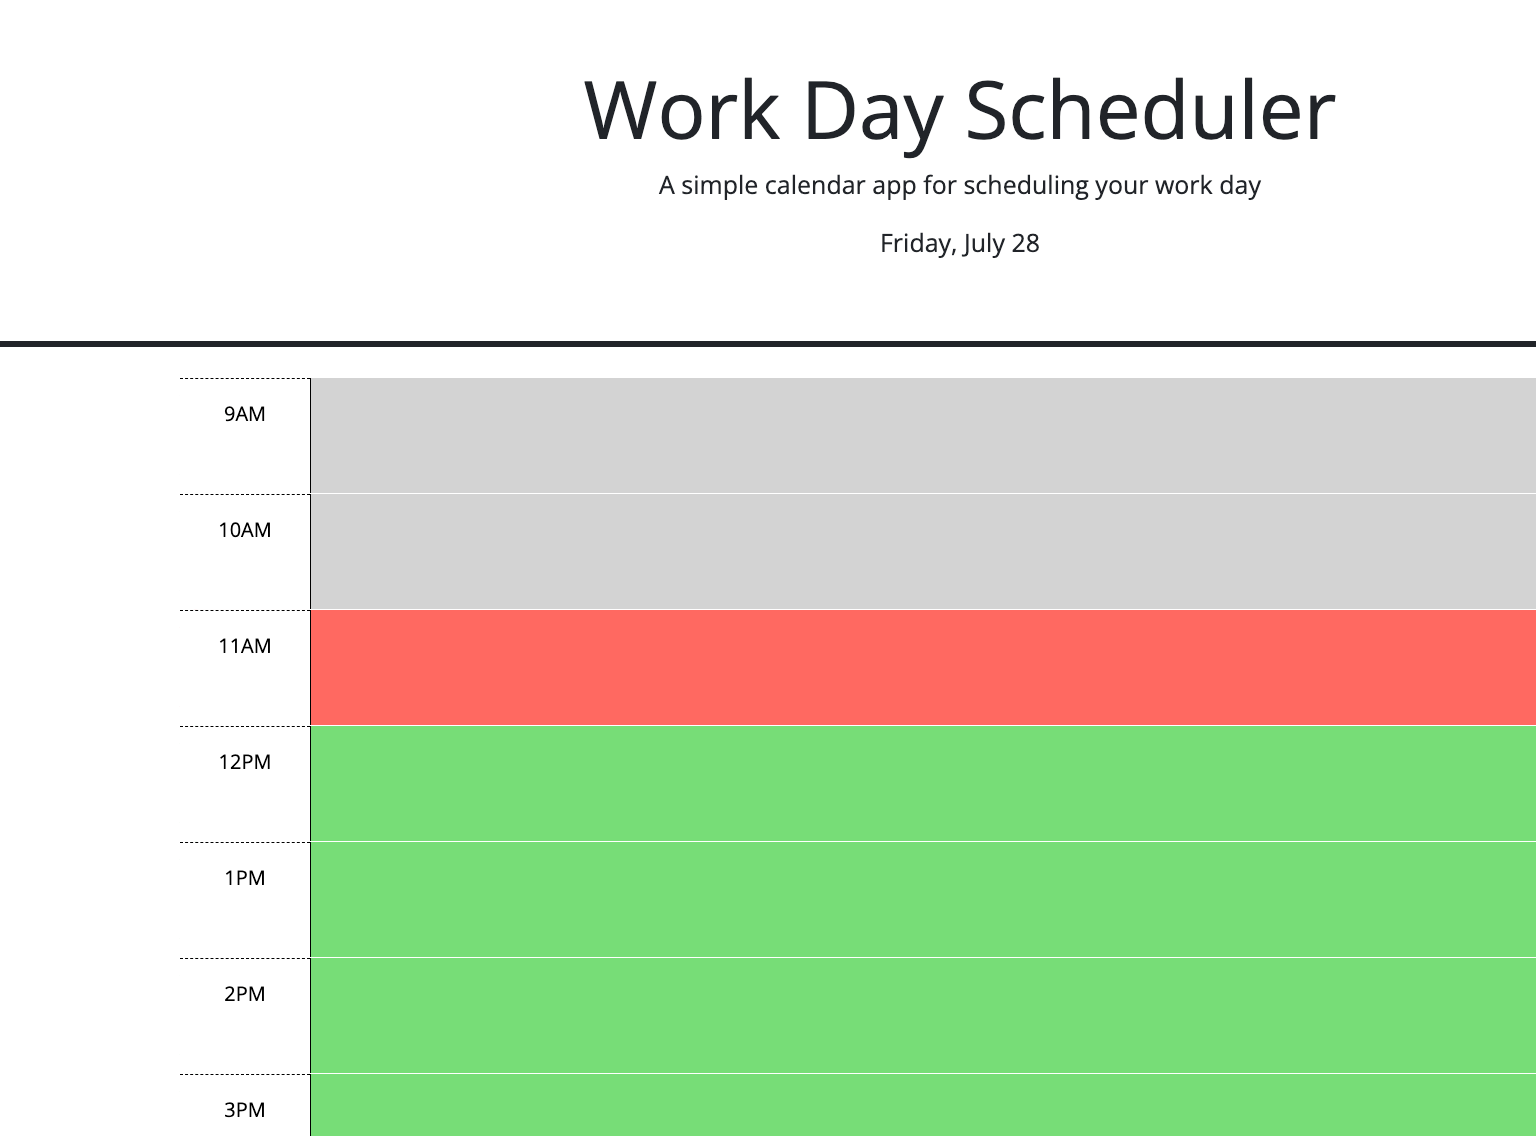 Work Day Scheduler
A simple calendar app for scheduling your work day
Friday, July 28
9AM
10AM
11AM
12PM
1PM
2PM
3PM